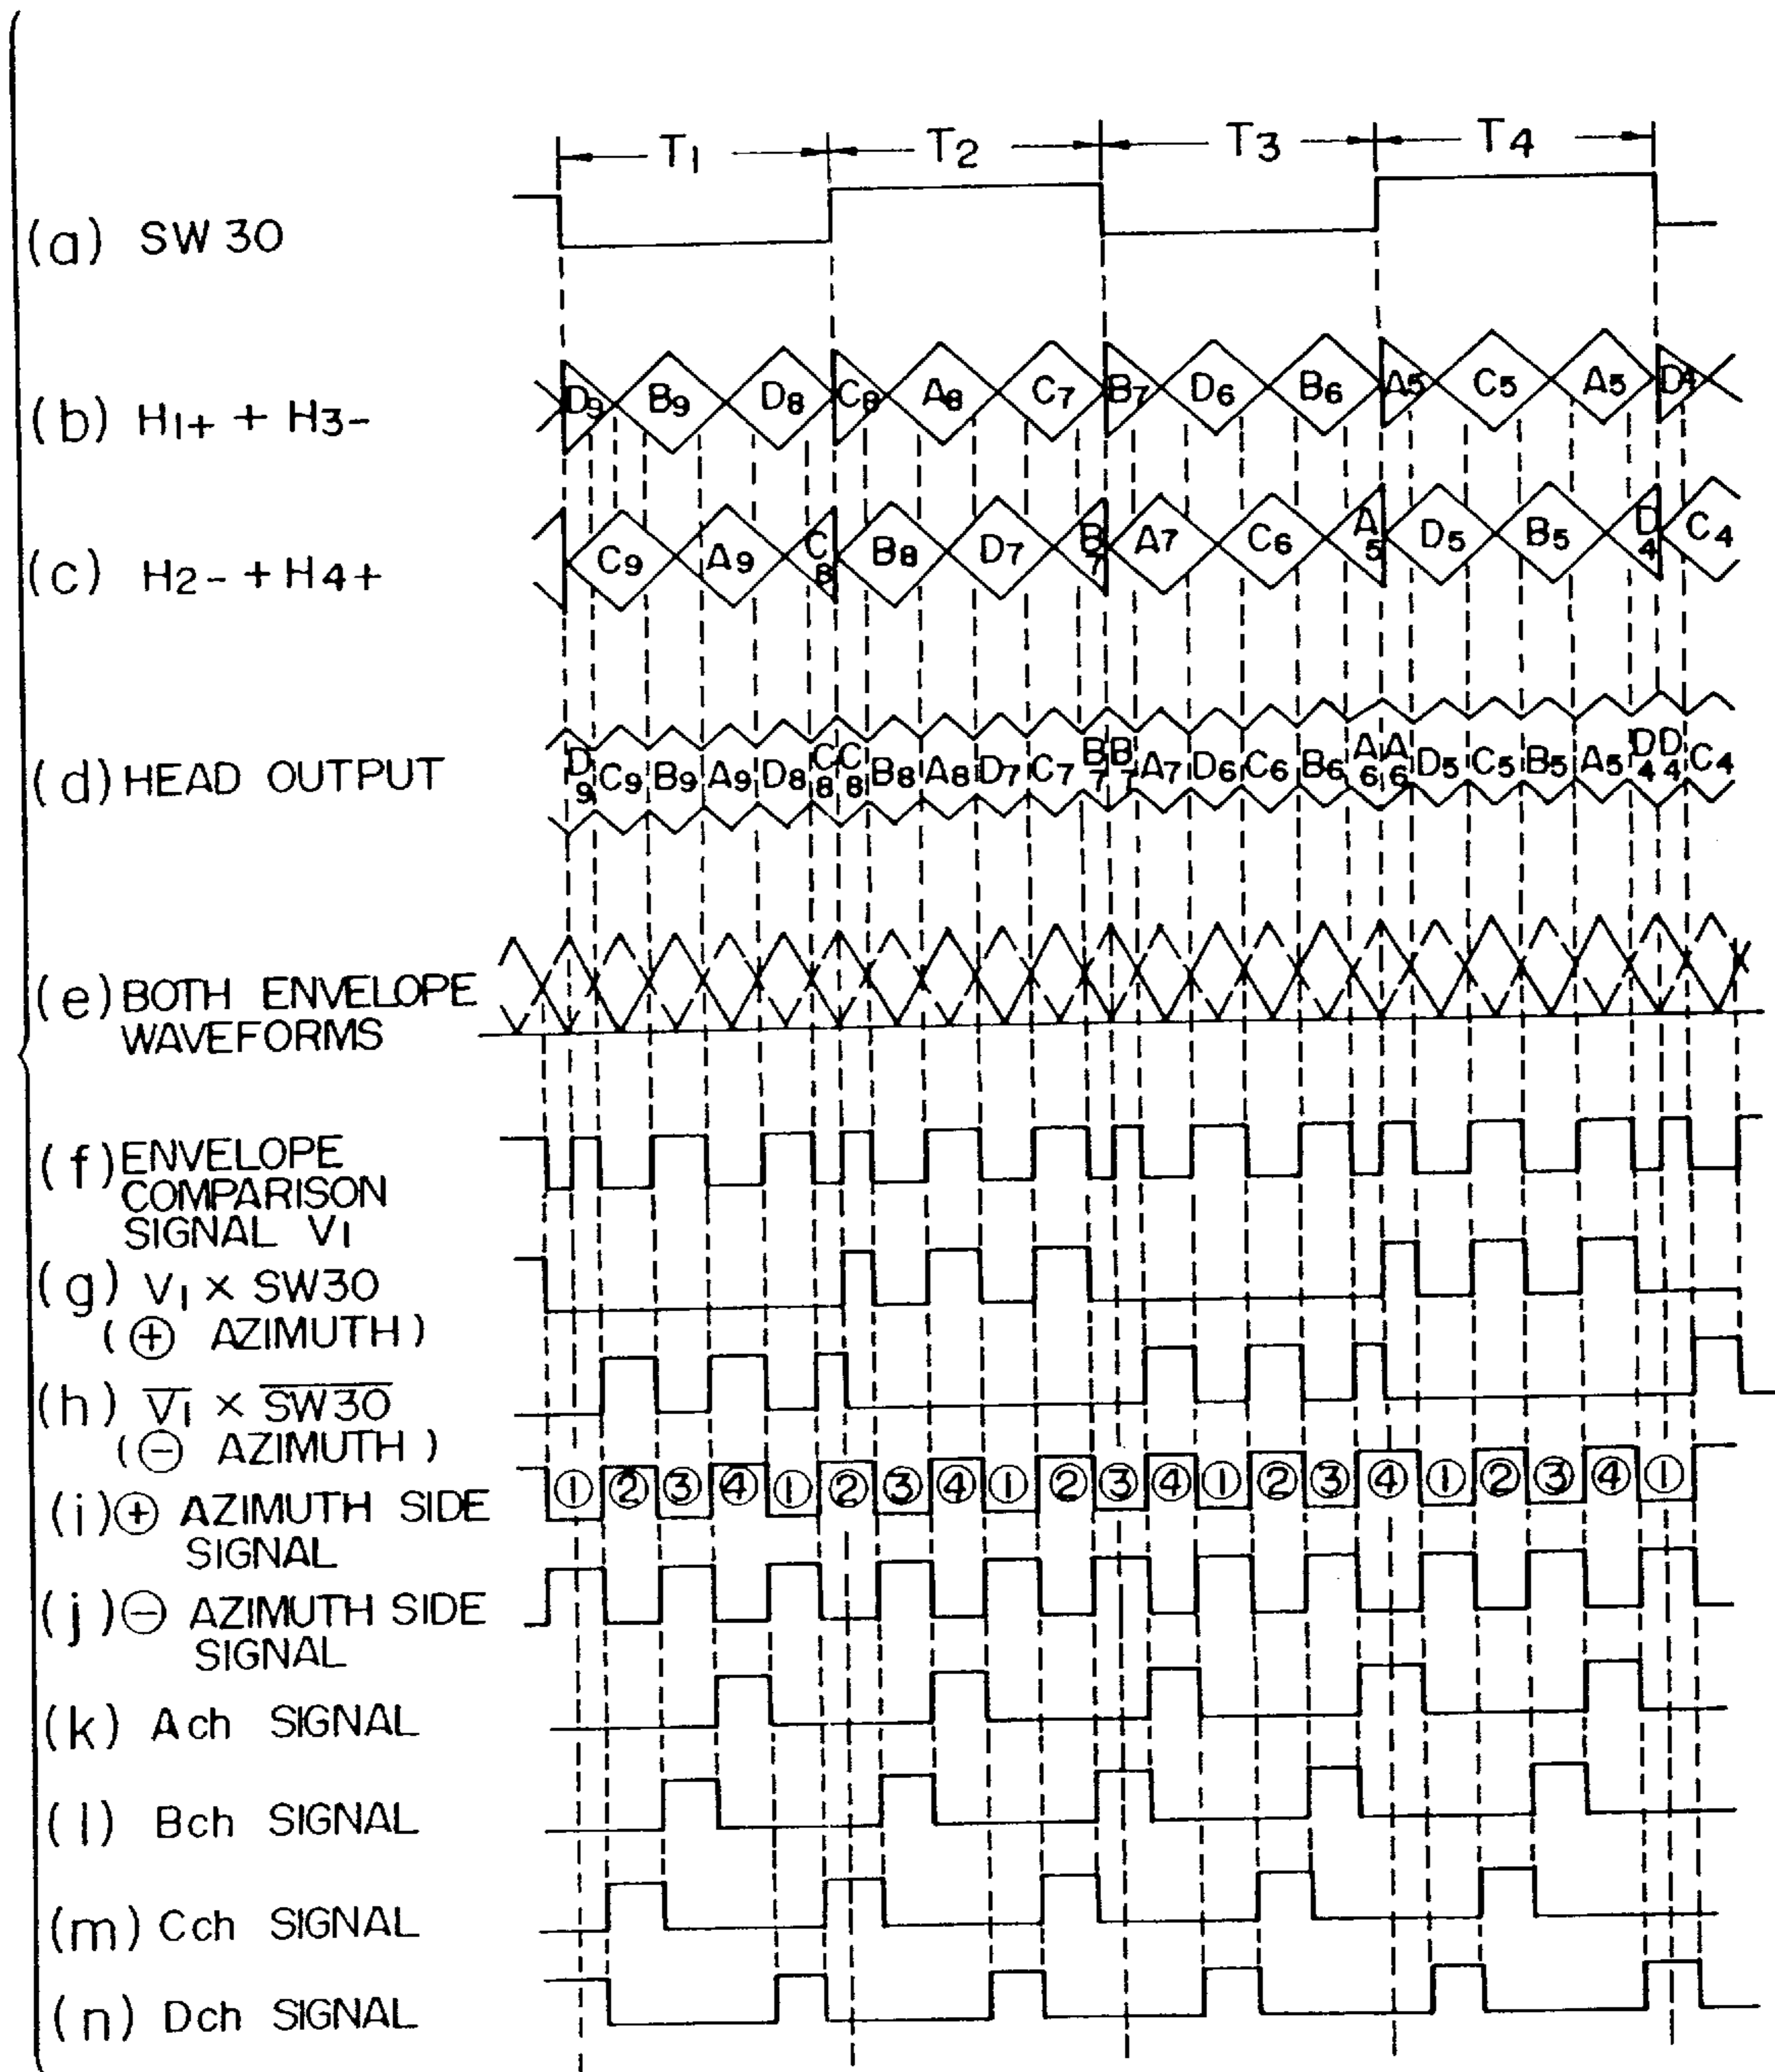 T1 T2 T3 T4
(a) SW 30
(b) H1+ + H3-
D9 B9 D8 C8 A8 C7 B7 D6 B6 A5 C5 A5 D4
(c) H2- + H4+
C9 A9 C8 B8 D7 B7 A7 C6 A5 D5 B5 D4 C4
(d) HEAD OUTPUT
D9 C9 B9 A9 D8 C8 C8 B8 A8 D7 C7 B7 B7 A7 D6 C6 B6 A6 A6 D5 C5 B5 A5 D4 D4 C4
(e) BOTH ENVELOPE
WAVEFORMS
(f) ENVELOPE
COMPARISON
SIGNAL V1
(g) V1 × SW30
(⊕ AZIMUTH)
(h) V̅1̅ × S̅W̅3̅0̅
(⊖ AZIMUTH)
(i) ⊕ AZIMUTH SIDE
SIGNAL
① ② ③ ④ ① ② ③ ④ ① ② ③ ④ ① ② ③ ④ ① ② ③ ④ ①
(j) ⊖ AZIMUTH SIDE
SIGNAL
(k) Ach SIGNAL
(l) Bch SIGNAL
(m) Cch SIGNAL
(n) Dch SIGNAL